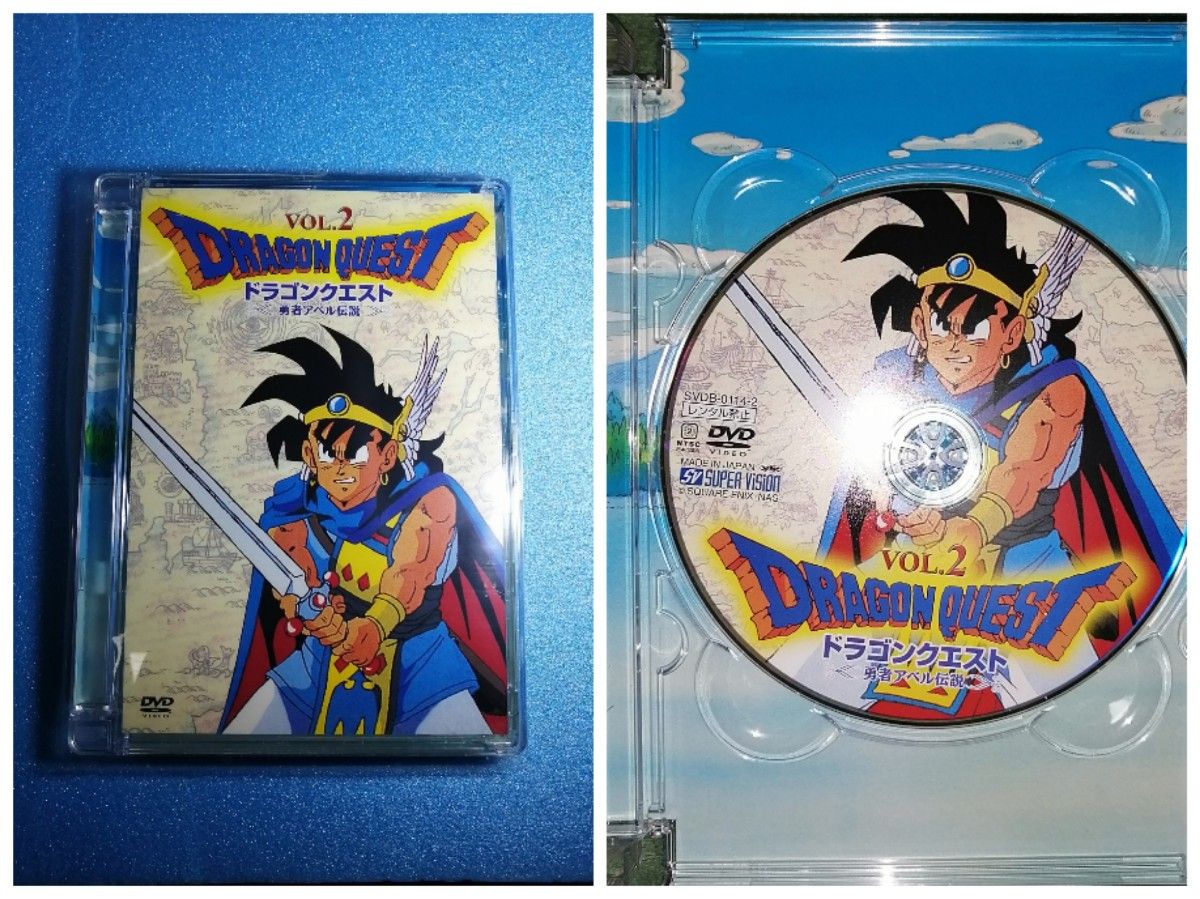 VOL.2
DRAGON QUEST
ドラゴンクエスト
勇者アベル伝説
DVD
VIDEO
SVDB-0114-2
レンタル禁止
2
NTSC
DVD
VIDEO
MADE IN JAPAN
SV SUPER VISION
© SQUARE ENIX・NAS
VOL.2
DRAGON QUEST
ドラゴンクエスト
勇者アベル伝説